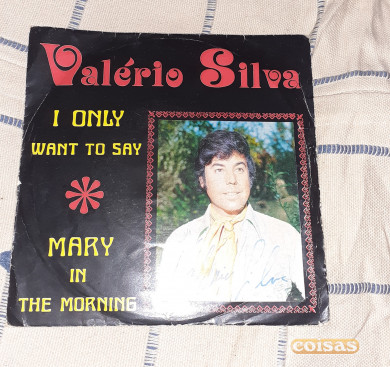 Valério Silva
I ONLY
WANT TO SAY
MARY
IN
THE MORNING
coisas